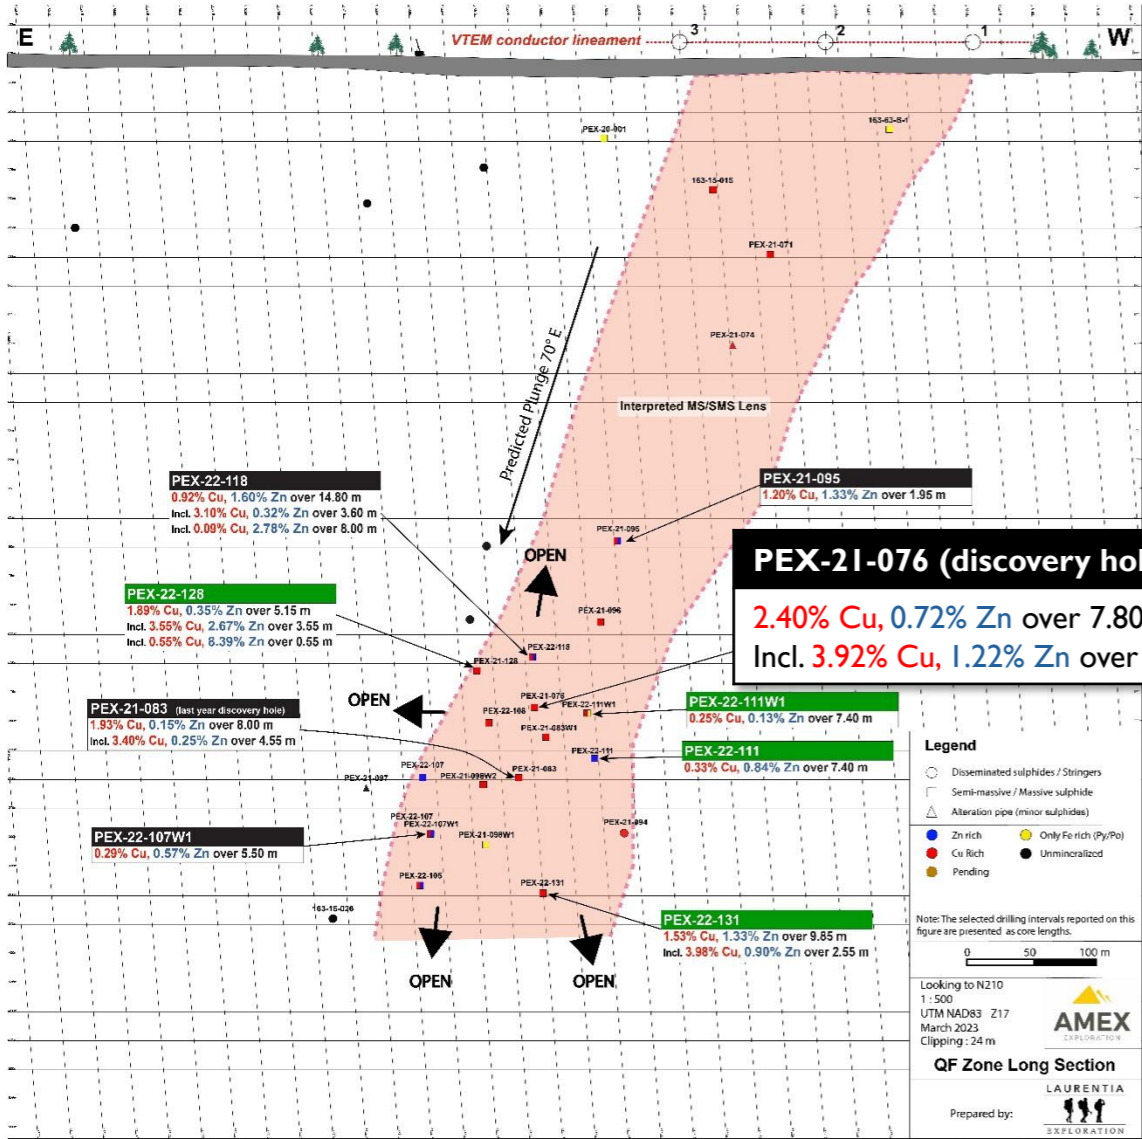 E
VTEM conductor lineament
3
2
1
W
PEX-20-001
163-63-B-1
163-15-015
PEX-21-071
PEX-21-074
Predicted Plunge 70° E
Interpreted MS/SMS Lens
PEX-22-118
0.92% Cu, 1.60% Zn over 14.80 m
Incl. 3.10% Cu, 0.32% Zn over 3.60 m
Incl. 0.09% Cu, 2.78% Zn over 8.00 m
PEX-21-095
1.20% Cu, 1.33% Zn over 1.95 m
PEX-21-095
OPEN
PEX-21-076 (discovery hol
2.40% Cu, 0.72% Zn over 7.80
Incl. 3.92% Cu, 1.22% Zn over
PEX-22-128
1.89% Cu, 0.35% Zn over 5.15 m
Incl. 3.55% Cu, 2.67% Zn over 3.55 m
Incl. 0.55% Cu, 8.39% Zn over 0.55 m
PEX-21-096
PEX-22-118
PEX-21-128
PEX-21-076
PEX-22-111W1
PEX-22-108
PEX-21-083W1
OPEN
PEX-21-083 (last year discovery hole)
1.93% Cu, 0.15% Zn over 8.00 m
Incl. 3.40% Cu, 0.25% Zn over 4.55 m
PEX-22-111W1
0.25% Cu, 0.13% Zn over 7.40 m
PEX-22-111
PEX-22-111
0.33% Cu, 0.84% Zn over 7.40 m
PEX-22-107
PEX-21-097
PEX-21-098W2
PEX-21-083
PEX-22-107
PEX-22-107W1
PEX-21-098W1
PEX-21-094
PEX-22-107W1
0.29% Cu, 0.57% Zn over 5.50 m
PEX-22-105
PEX-22-131
163-15-026
PEX-22-131
1.53% Cu, 1.33% Zn over 9.85 m
Incl. 3.98% Cu, 0.90% Zn over 2.55 m
OPEN
OPEN
Legend
Disseminated sulphides / Stringers
Semi-massive / Massive sulphide
Alteration pipe (minor sulphides)
Zn rich
Only Fe rich (Py/Po)
Cu Rich
Unmineralized
Pending
Note: The selected drilling intervals reported on this
figure are presented as core lengths.
0 50 100 m
Looking to N210
1 : 500
UTM NAD83 Z17
March 2023
Clipping : 24 m
AMEX
EXPLORATION
QF Zone Long Section
Prepared by:
LAURENTIA
EXPLORATION